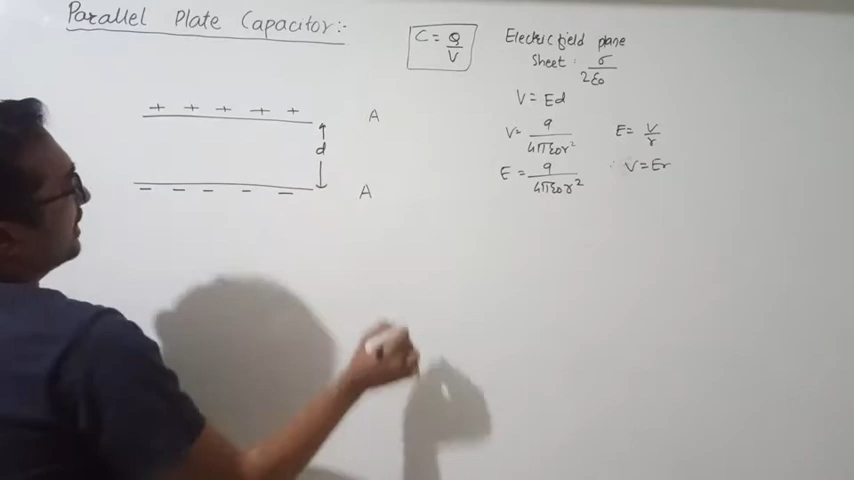 Parallel Plate Capacitor:-
C = Q/V
Electric field plane
Sheet : σ/2ε₀
V = Ed
V = q/4πε₀r²
E = V/r
E = q/4πε₀r²
∴ V = Er
+ + + + +
A
d
A
- - - - -